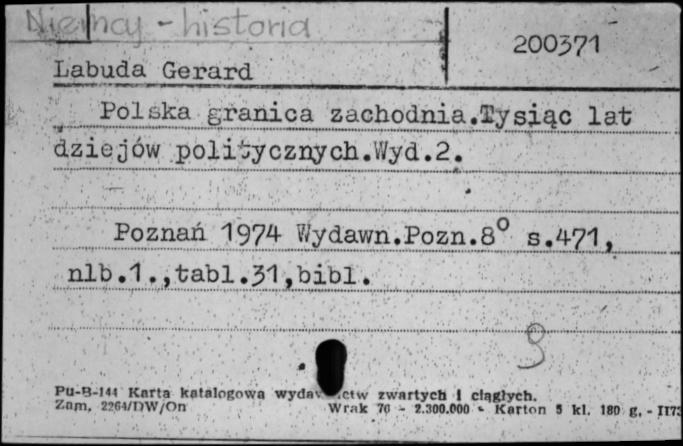 Niemcy - historia
200371
Labuda Gerard
Polska granica zachodnia.Tysiąc lat
dziejów politycznych.Wyd.2.
Poznań 1974 Wydawn.Pozn.8° s.471,
nlb.1.,tabl.31,bibl.
Pu-B-144 Karta katalogowa zwartych i ciągłych.
Zam. 2264/DW/On Wrak 76 - 2.300.000 - Karton 5 kl. 180 g.